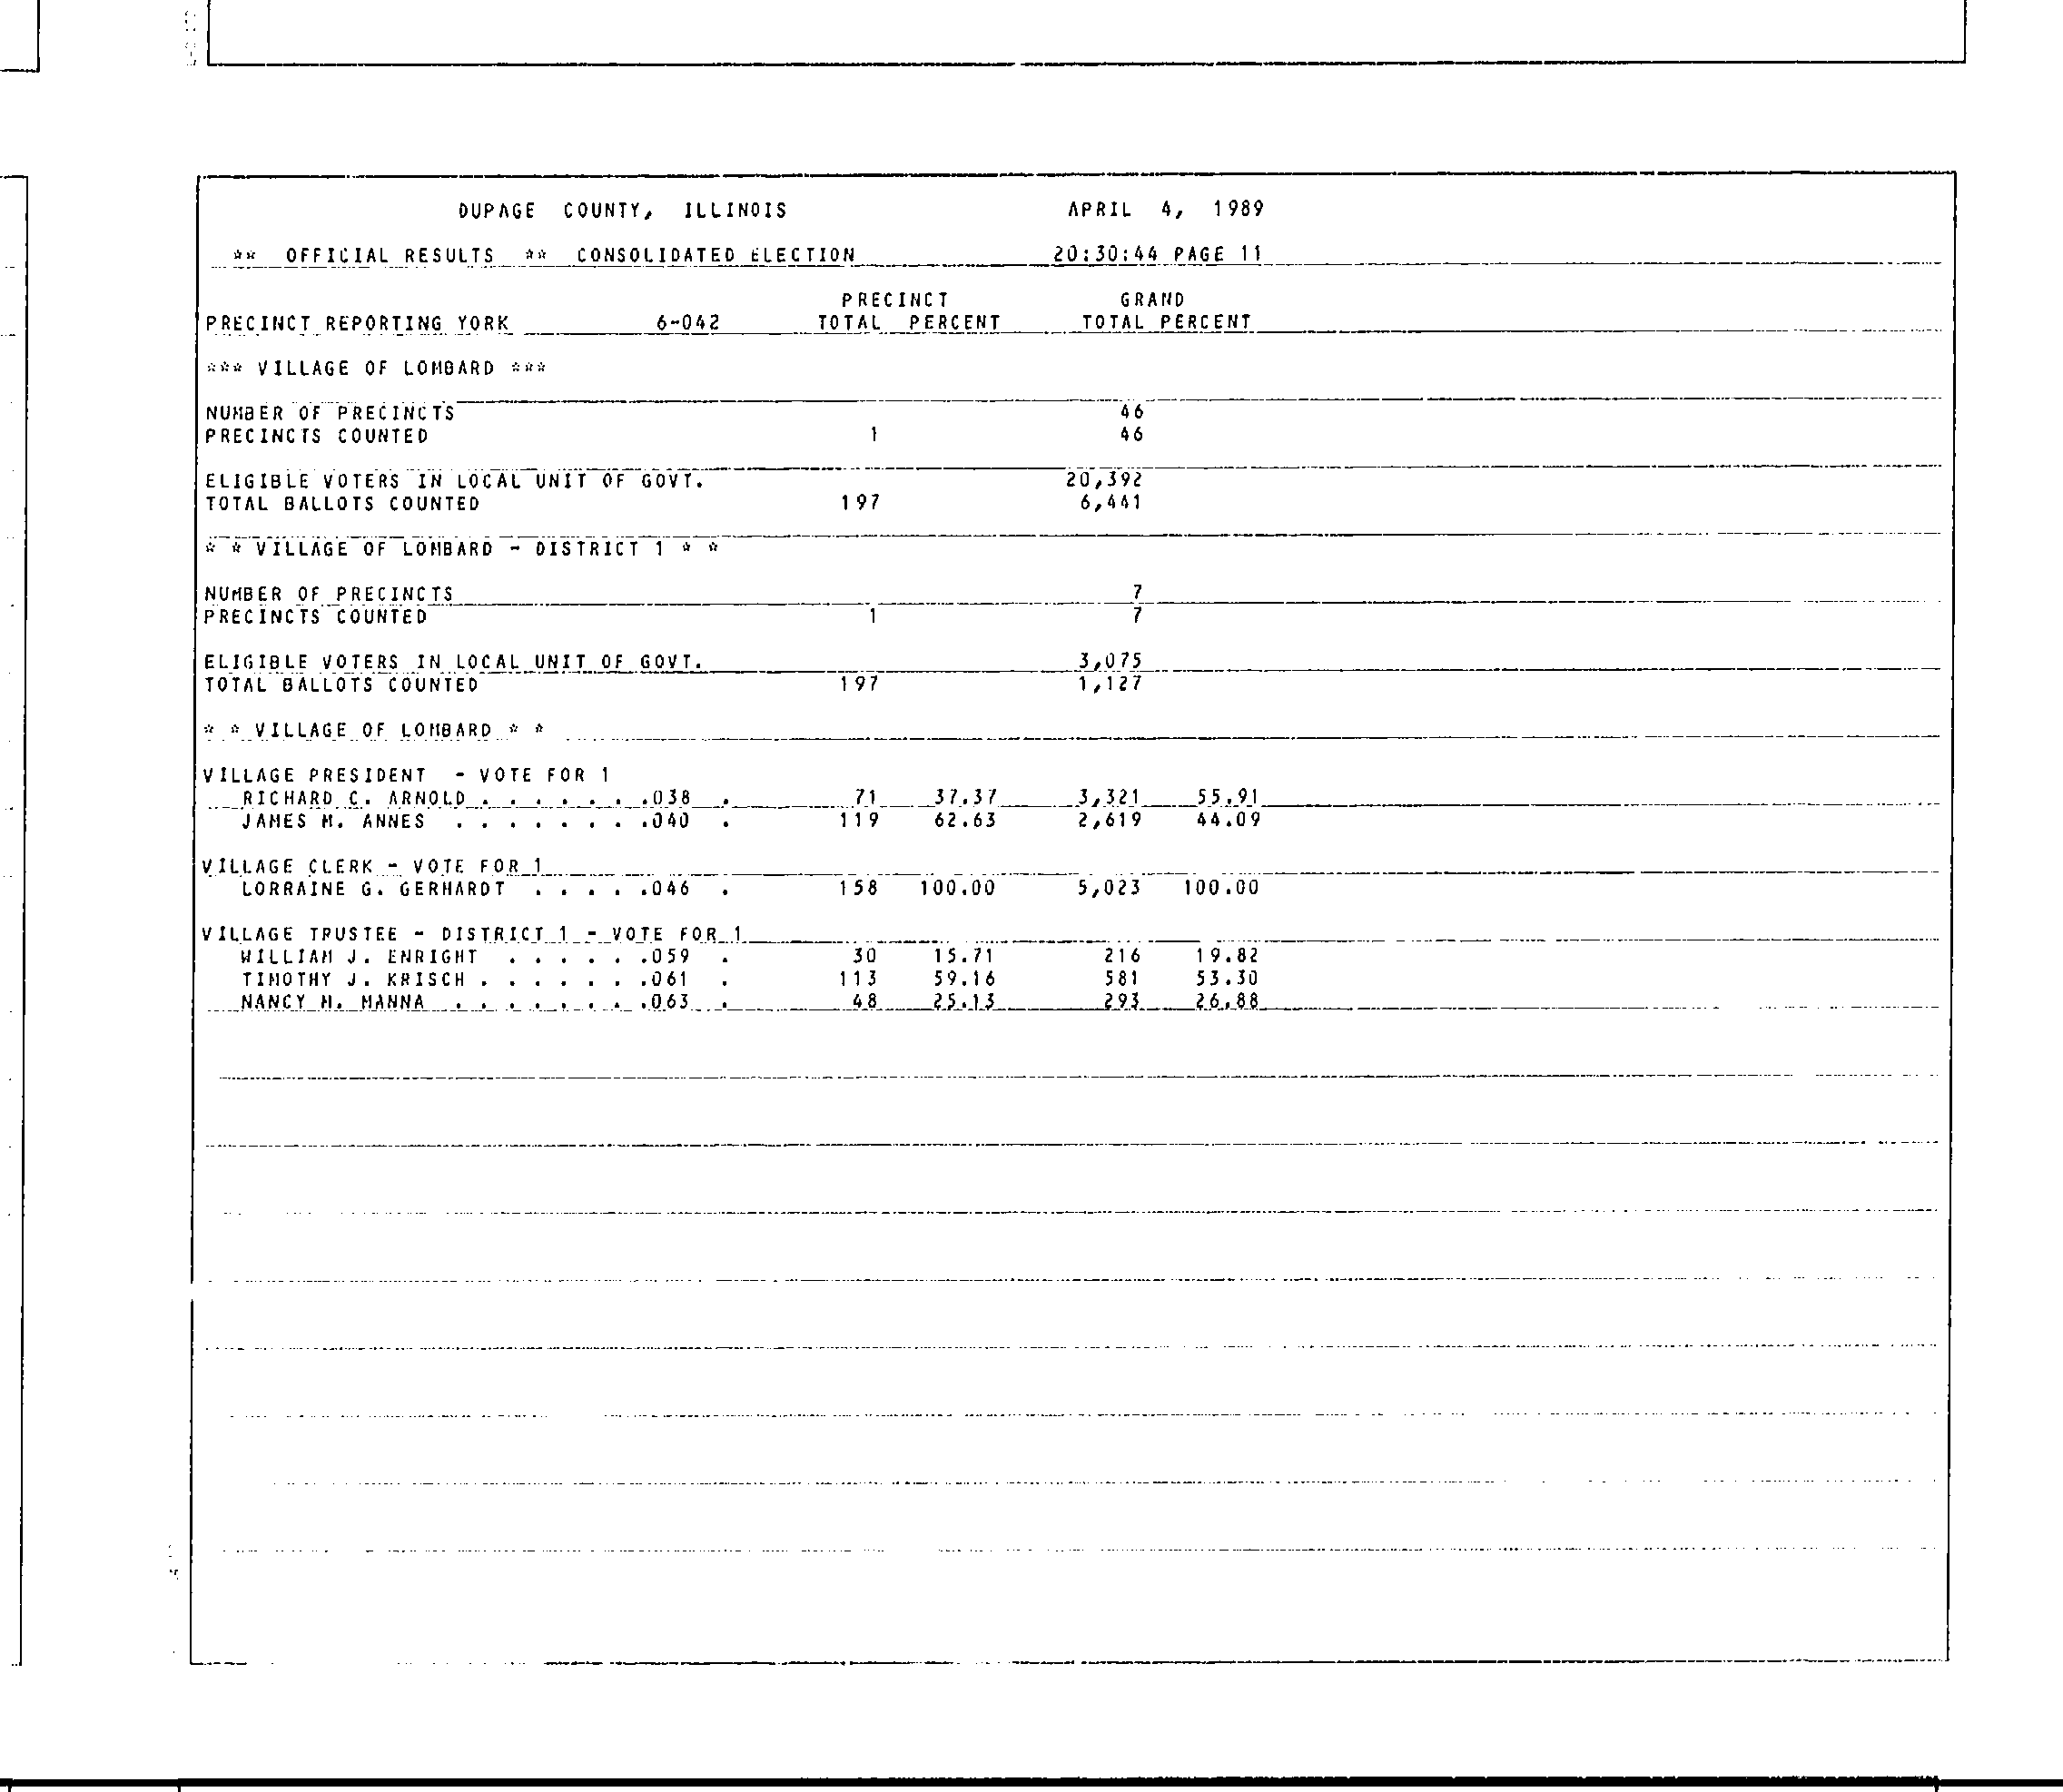 DUPAGE COUNTY, ILLINOIS APRIL 4, 1989
** OFFICIAL RESULTS ** CONSOLIDATED ELECTION 20:30:44 PAGE 11
PRECINCT GRAND
PRECINCT REPORTING YORK 6-042 TOTAL PERCENT TOTAL PERCENT
*** VILLAGE OF LOMBARD ***
NUMBER OF PRECINCTS 46
PRECINCTS COUNTED 1 46
ELIGIBLE VOTERS IN LOCAL UNIT OF GOVT. 20,392
TOTAL BALLOTS COUNTED 197 6,441
* * VILLAGE OF LOMBARD - DISTRICT 1 * *
NUMBER OF PRECINCTS 7
PRECINCTS COUNTED 1 7
ELIGIBLE VOTERS IN LOCAL UNIT OF GOVT. 3,075
TOTAL BALLOTS COUNTED 197 1,127
* * VILLAGE OF LOMBARD * *
VILLAGE PRESIDENT - VOTE FOR 1
RICHARD C. ARNOLD . . . . . . .038 . 71 37.37 3,321 55.91
JAMES M. ANNES . . . . . . . .040 . 119 62.63 2,619 44.09
VILLAGE CLERK - VOTE FOR 1
LORRAINE G. GERHARDT . . . . .046 . 158 100.00 5,023 100.00
VILLAGE TRUSTEE - DISTRICT 1 - VOTE FOR 1
WILLIAM J. ENRIGHT . . . . . .059 . 30 15.71 216 19.82
TIMOTHY J. KRISCH . . . . . . .061 . 113 59.16 581 53.30
NANCY M. MANNA . . . . . . . .063 . 48 25.13 293 26.88